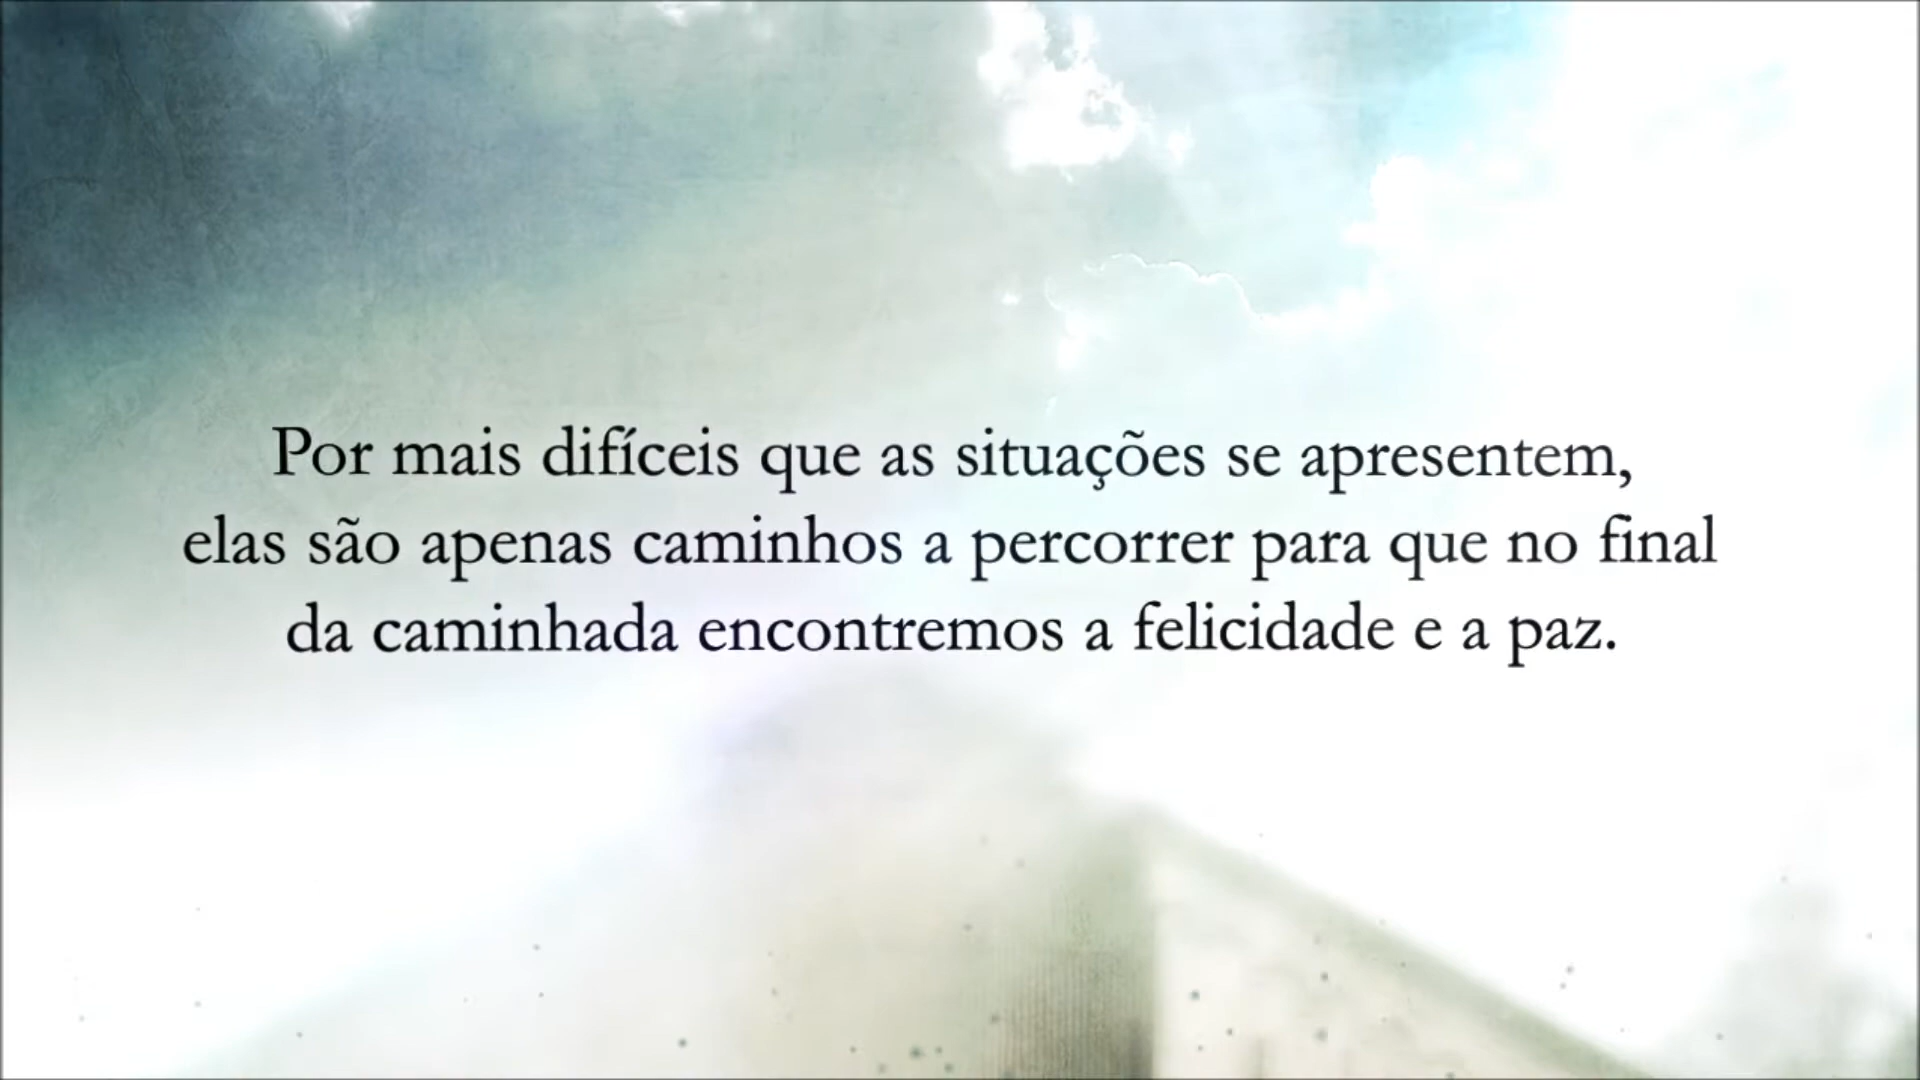 Por mais difíceis que as situações se apresentem,
elas são apenas caminhos a percorrer para que no final
da caminhada encontremos a felicidade e a paz.